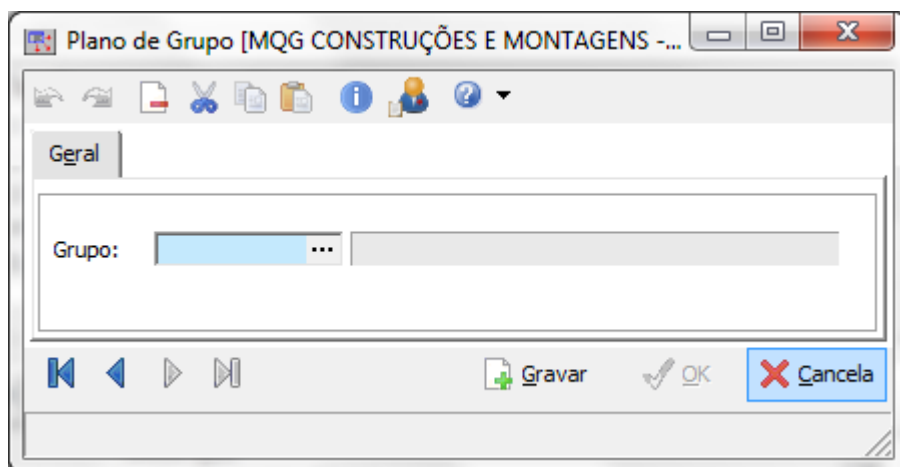 Plano de Grupo [MQG CONSTRUÇÕES E MONTAGENS -...
Geral
Grupo: ...
Gravar OK Cancela